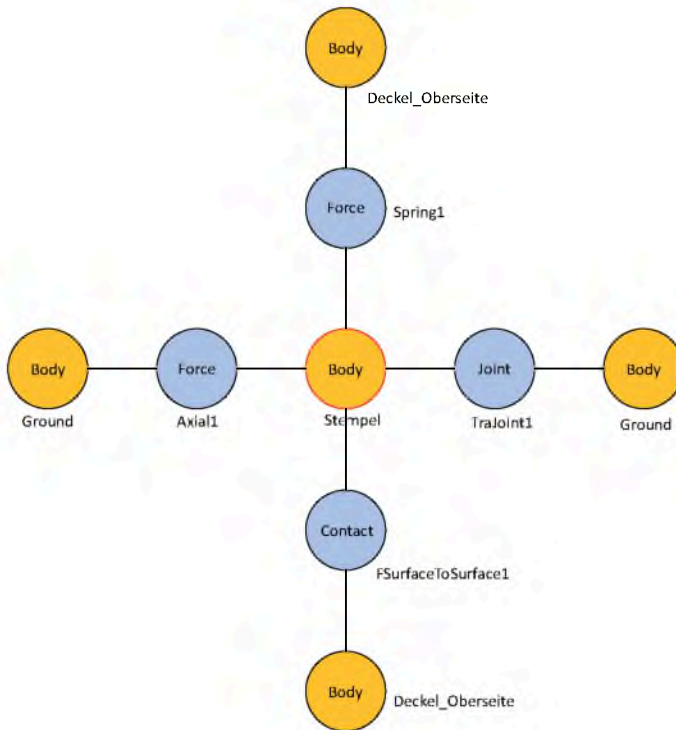 Body
Deckel_Oberseite
Force
Spring1
Body
Force
Body
Joint
Body
Ground
Axial1
Stempel
TraJoint1
Ground
Contact
FSurfaceToSurface1
Body
Deckel_Oberseite